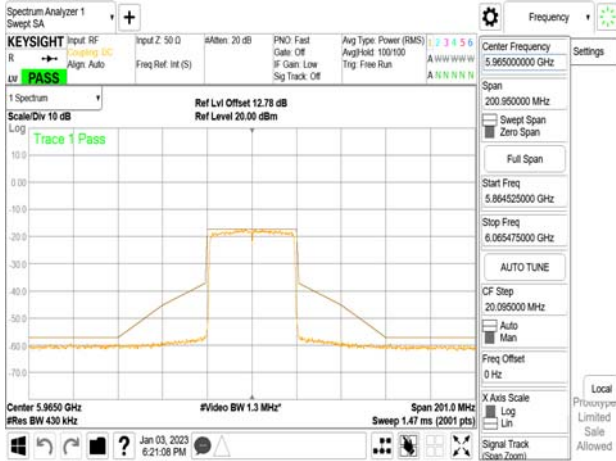 Spectrum Analyzer 1
Swept SA
+
Frequency
KEYSIGHT
Input: RF
Coupling: DC
Align: Auto
Input Z: 50 Ω
Freq Ref: Int (S)
#Atten: 20 dB
PNO: Fast
Gate: Off
IF Gain: Low
Sig Track: Off
Avg Type: Power (RMS)
Avg|Hold: 100/100
Trig: Free Run
1 2 3 4 5 6
A W W W W W
A N N N N N
R
LXI
PASS
Center Frequency
5.965000000 GHz
Settings
Span
200.950000 MHz
Swept Span
Zero Span
Full Span
Start Freq
5.864525000 GHz
Stop Freq
6.065475000 GHz
AUTO TUNE
CF Step
20.095000 MHz
Auto
Man
Freq Offset
0 Hz
X Axis Scale
Log
Lin
Signal Track
(Span Zoom)
Local
Prototype
Limited
Sale
Allowed
1 Spectrum
Scale/Div 10 dB
Ref Lvl Offset 12.78 dB
Ref Level 20.00 dBm
Log
Trace 1 Pass
10.0
0.00
-10.0
-20.0
-30.0
-40.0
-50.0
-60.0
-70.0
Center 5.9650 GHz
#Video BW 1.3 MHz*
Span 201.0 MHz
#Res BW 430 kHz
Sweep 1.47 ms (2001 pts)
?
Jan 03, 2023
6:21:08 PM